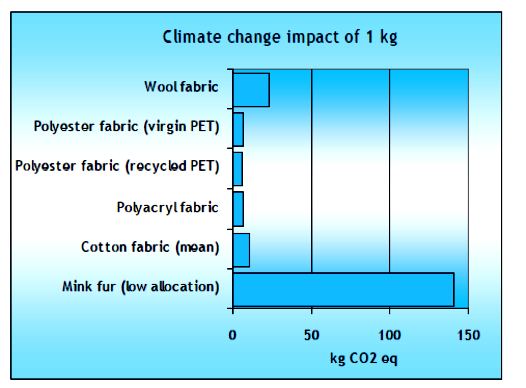 Climate change impact of 1 kg
Wool fabric
Polyester fabric (virgin PET)
Polyester fabric (recycled PET)
Polyacryl fabric
Cotton fabric (mean)
Mink fur (low allocation)
0 50 100 150
kg CO2 eq